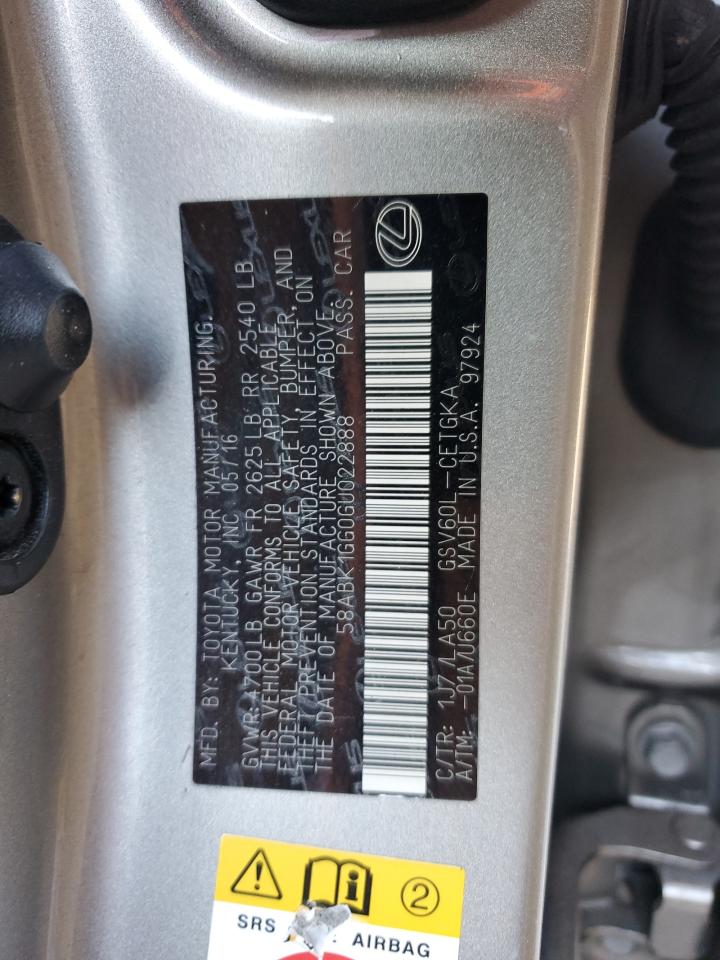 MFD. BY: TOYOTA MOTOR MANUFACTURING.
KENTUCKY, INC 05/16
GVWR 4700LB GAWR FR 2625 LB RR 2540 LB
THIS VEHICLE CONFORMS TO ALL APPLICABLE
FEDERAL MOTOR VEHICLE SAFETY, BUMPER, AND
THEFT PREVENTION STANDARDS IN EFFECT ON
THE DATE OF MANUFACTURE SHOWN ABOVE.
58ABK1GG0GU022888 PASS. CAR
C/TR: 1J7/LA50 GSV60L-CETGKA
A/TM: -01A/U660E MADE IN U.S.A. 97924
2
SRS AIRBAG